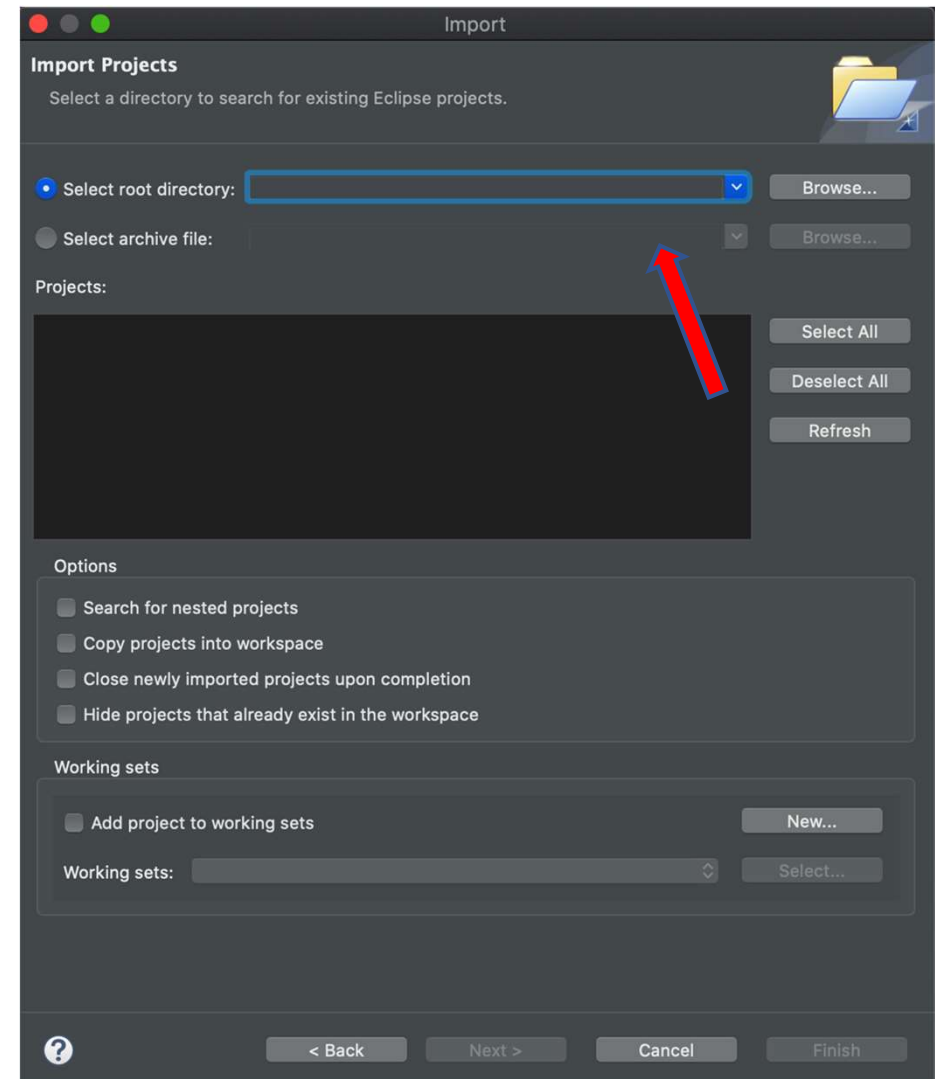 Import
Import Projects
Select a directory to search for existing Eclipse projects.
Select root directory: Browse...
Select archive file: Browse...
Projects:
Select All
Deselect All
Refresh
Options
Search for nested projects
Copy projects into workspace
Close newly imported projects upon completion
Hide projects that already exist in the workspace
Working sets
Add project to working sets New...
Working sets: Select...
? < Back Next > Cancel Finish